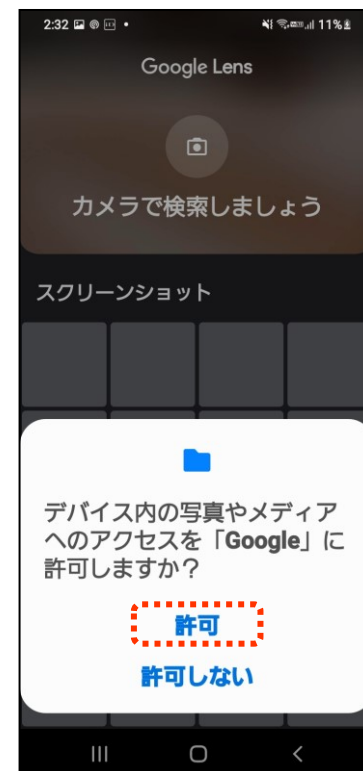 2:32 11%
Google Lens
カメラで検索しましょう
スクリーンショット
デバイス内の写真やメディア
へのアクセスを「Google」に
許可しますか？
許可
許可しない